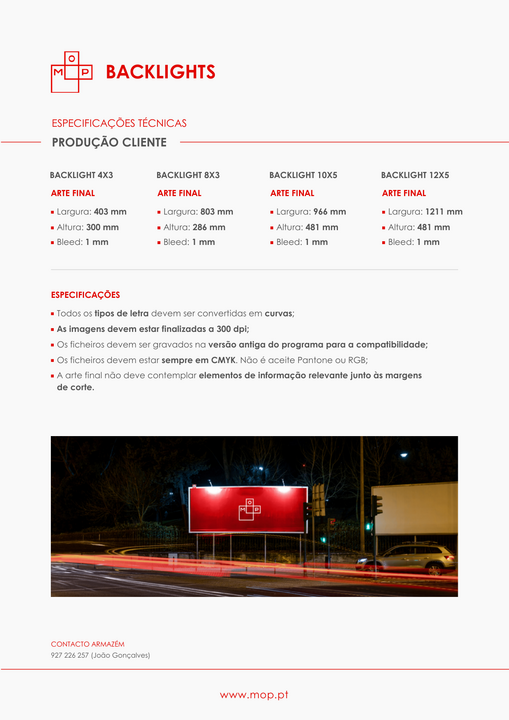 MOP
BACKLIGHTS
ESPECIFICAÇÕES TÉCNICAS
PRODUÇÃO CLIENTE
BACKLIGHT 4X3
ARTE FINAL
Largura: 403 mm
Altura: 300 mm
Bleed: 1 mm
BACKLIGHT 8X3
ARTE FINAL
Largura: 803 mm
Altura: 286 mm
Bleed: 1 mm
BACKLIGHT 10X5
ARTE FINAL
Largura: 966 mm
Altura: 481 mm
Bleed: 1 mm
BACKLIGHT 12X5
ARTE FINAL
Largura: 1211 mm
Altura: 481 mm
Bleed: 1 mm
ESPECIFICAÇÕES
Todos os tipos de letra devem ser convertidas em curvas;
As imagens devem estar finalizadas a 300 dpi;
Os ficheiros devem ser gravados na versão antiga do programa para a compatibilidade;
Os ficheiros devem estar sempre em CMYK. Não é aceite Pantone ou RGB;
A arte final não deve contemplar elementos de informação relevante junto às margens
de corte.
MOP
CONTACTO ARMAZÉM
927 226 257 (João Gonçalves)
www.mop.pt